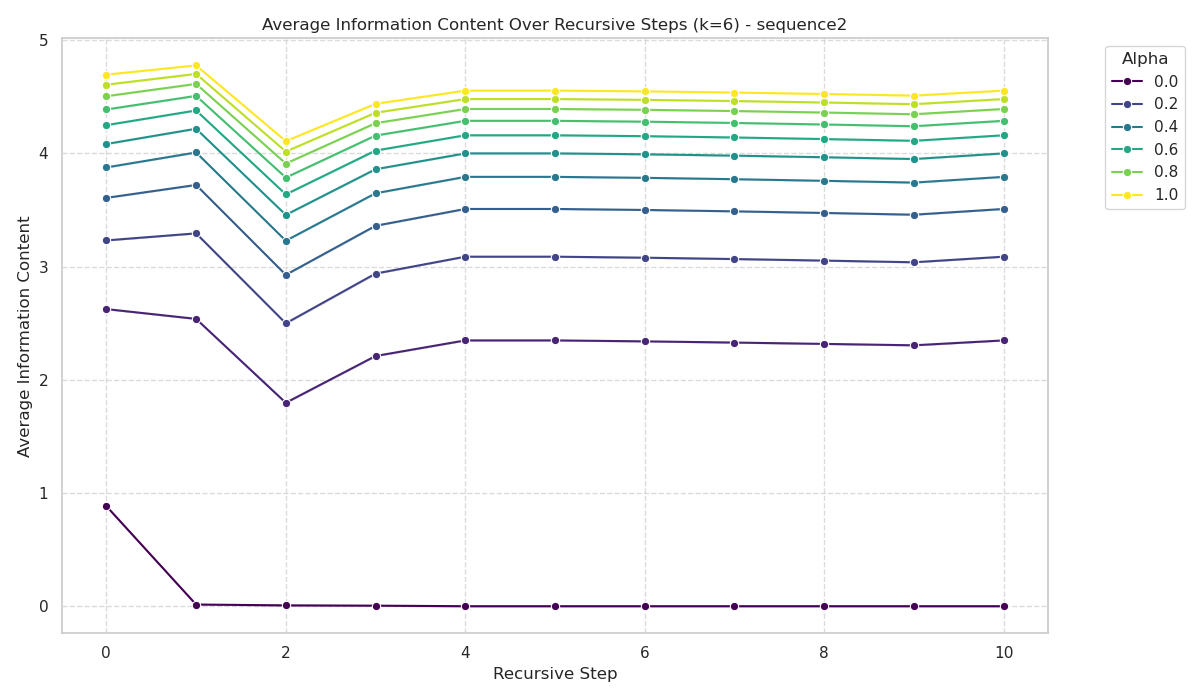 Average Information Content Over Recursive Steps (k=6) - sequence2
Alpha
0.0
0.2
0.4
0.6
0.8
1.0
5
4
3
2
1
0
Average Information Content
0 2 4 6 8 10
Recursive Step